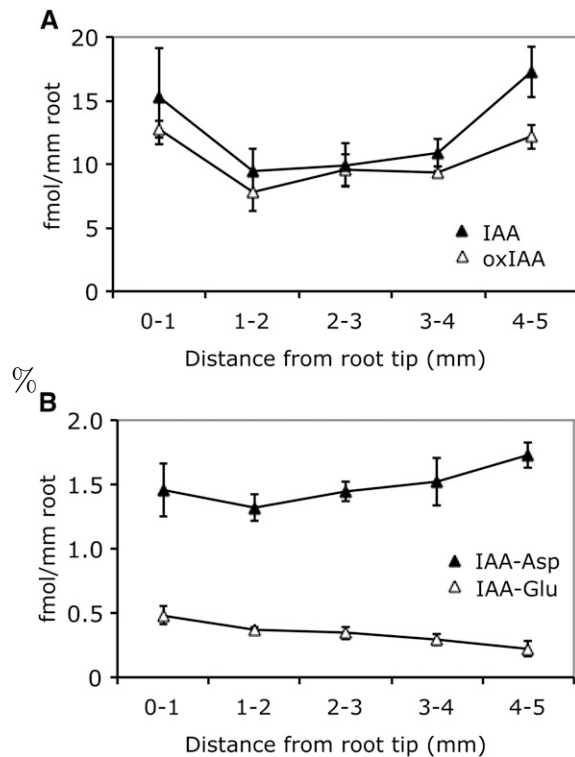 A
20
15
10
5
0
fmol/mm root
IAA
oxIAA
0-1 1-2 2-3 3-4 4-5
Distance from root tip (mm)
%
B
2.0
1.5
1.0
0.5
0
fmol/mm root
IAA-Asp
IAA-Glu
0-1 1-2 2-3 3-4 4-5
Distance from root tip (mm)